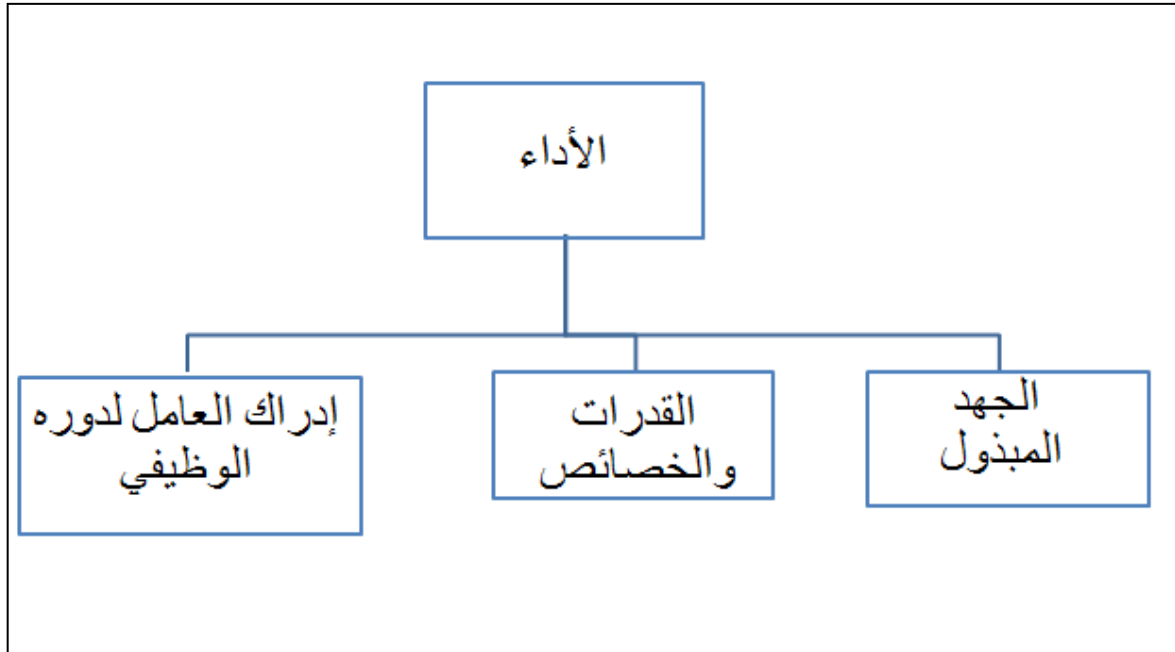 الأداء
الجهد
المبذول
القدرات
والخصائص
إدراك العامل لدوره
الوظيفي